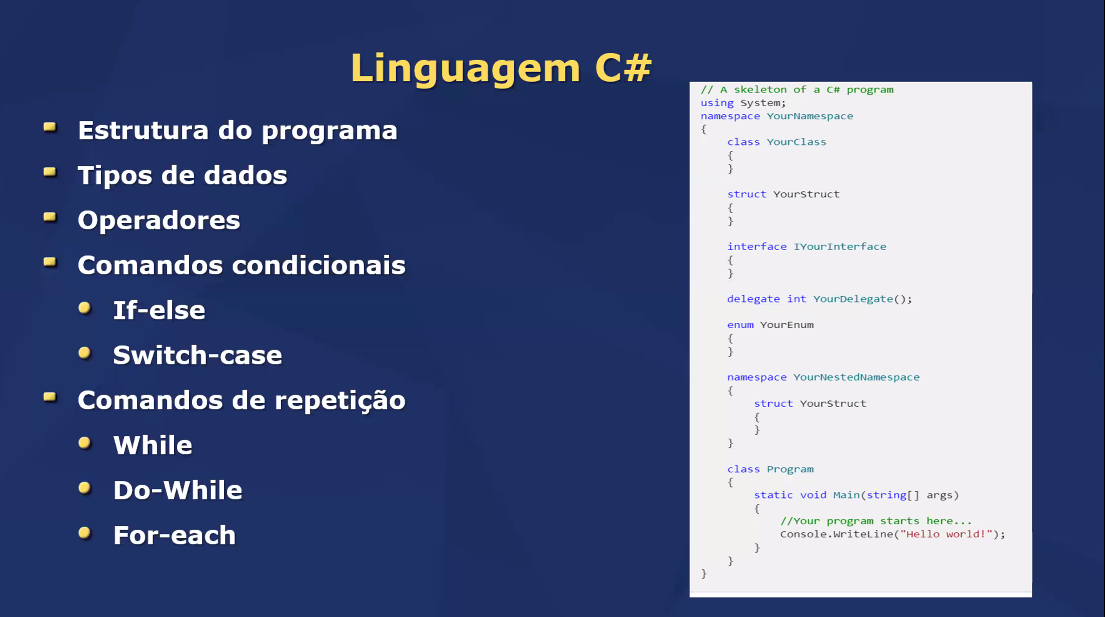 Linguagem C#
Estrutura do programa
Tipos de dados
Operadores
Comandos condicionais
If-else
Switch-case
Comandos de repetição
While
Do-While
For-each
// A skeleton of a C# program
using System;
namespace YourNamespace
{
    class YourClass
    {
    }

    struct YourStruct
    {
    }

    interface IYourInterface
    {
    }

    delegate int YourDelegate();

    enum YourEnum
    {
    }

    namespace YourNestedNamespace
    {
        struct YourStruct
        {
        }
    }

    class Program
    {
        static void Main(string[] args)
        {
            //Your program starts here...
            Console.WriteLine("Hello world!");
        }
    }
}